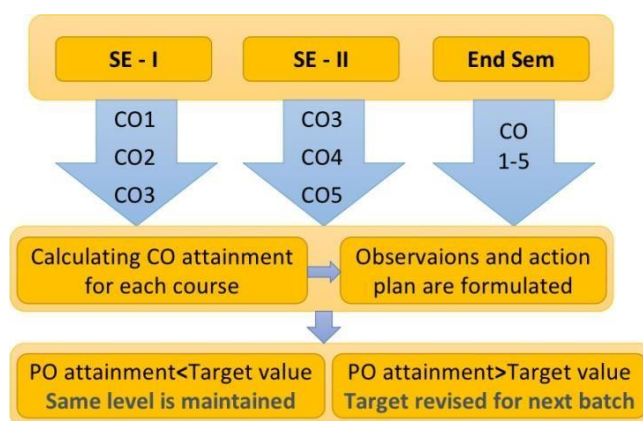 SE - I
SE - II
End Sem
CO1
CO2
CO3
CO3
CO4
CO5
CO
1-5
Calculating CO attainment
for each course
Observaions and action
plan are formulated
PO attainment<Target value
Same level is maintained
PO attainment>Target value
Target revised for next batch